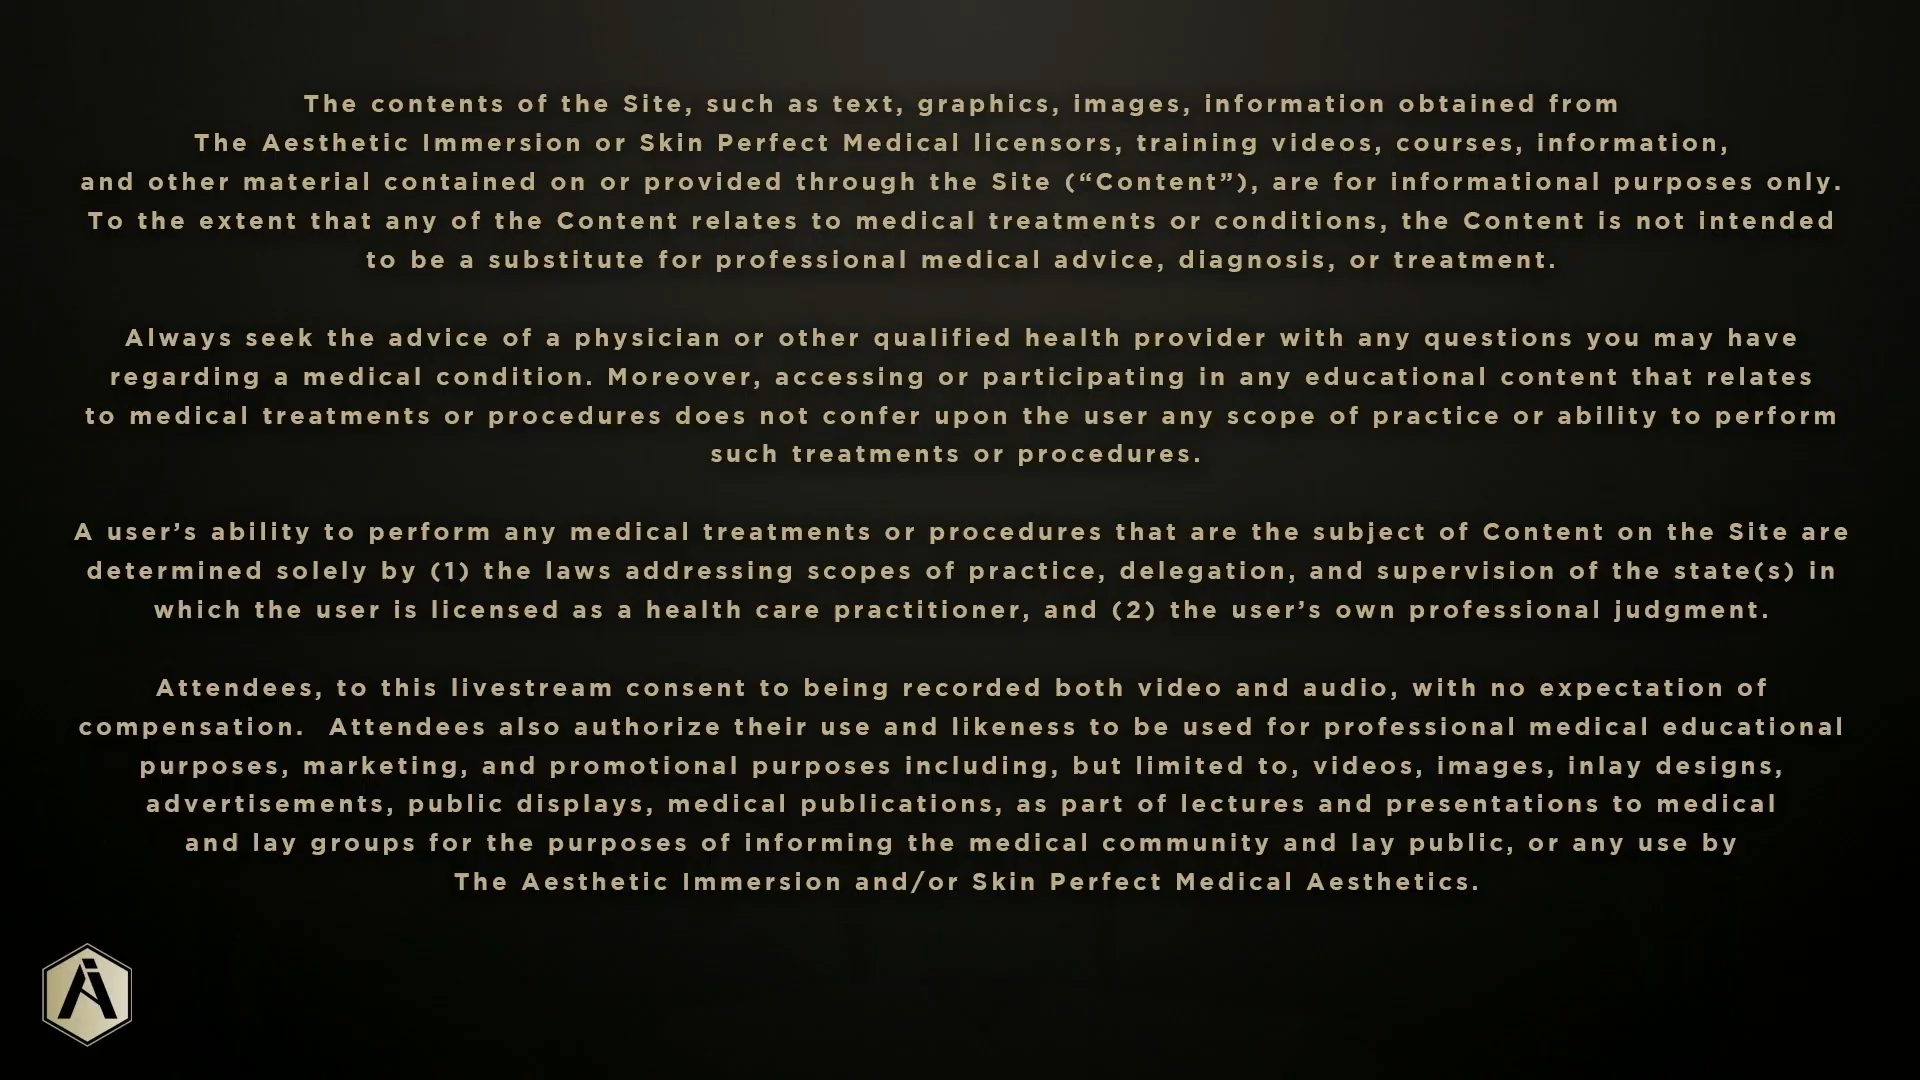 The contents of the Site, such as text, graphics, images, information obtained from
The Aesthetic Immersion or Skin Perfect Medical licensors, training videos, courses, information,
and other material contained on or provided through the Site (“Content”), are for informational purposes only.
To the extent that any of the Content relates to medical treatments or conditions, the Content is not intended
to be a substitute for professional medical advice, diagnosis, or treatment.
Always seek the advice of a physician or other qualified health provider with any questions you may have
regarding a medical condition. Moreover, accessing or participating in any educational content that relates
to medical treatments or procedures does not confer upon the user any scope of practice or ability to perform
such treatments or procedures.
A user’s ability to perform any medical treatments or procedures that are the subject of Content on the Site are
determined solely by (1) the laws addressing scopes of practice, delegation, and supervision of the state(s) in
which the user is licensed as a health care practitioner, and (2) the user’s own professional judgment.
Attendees, to this livestream consent to being recorded both video and audio, with no expectation of
compensation.  Attendees also authorize their use and likeness to be used for professional medical educational
purposes, marketing, and promotional purposes including, but limited to, videos, images, inlay designs,
advertisements, public displays, medical publications, as part of lectures and presentations to medical
and lay groups for the purposes of informing the medical community and lay public, or any use by
The Aesthetic Immersion and/or Skin Perfect Medical Aesthetics.